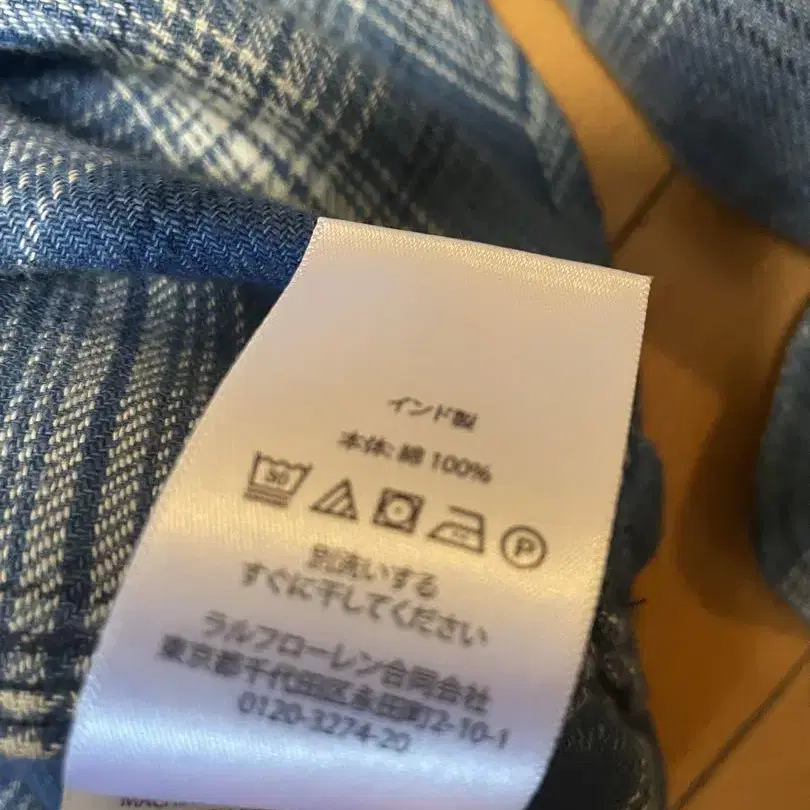 インド製
本体: 綿 100%
30
P
別洗いする
すぐに干してください
ラルフローレン合同会社
東京都千代田区永田町2-10-1
0120-3274-20